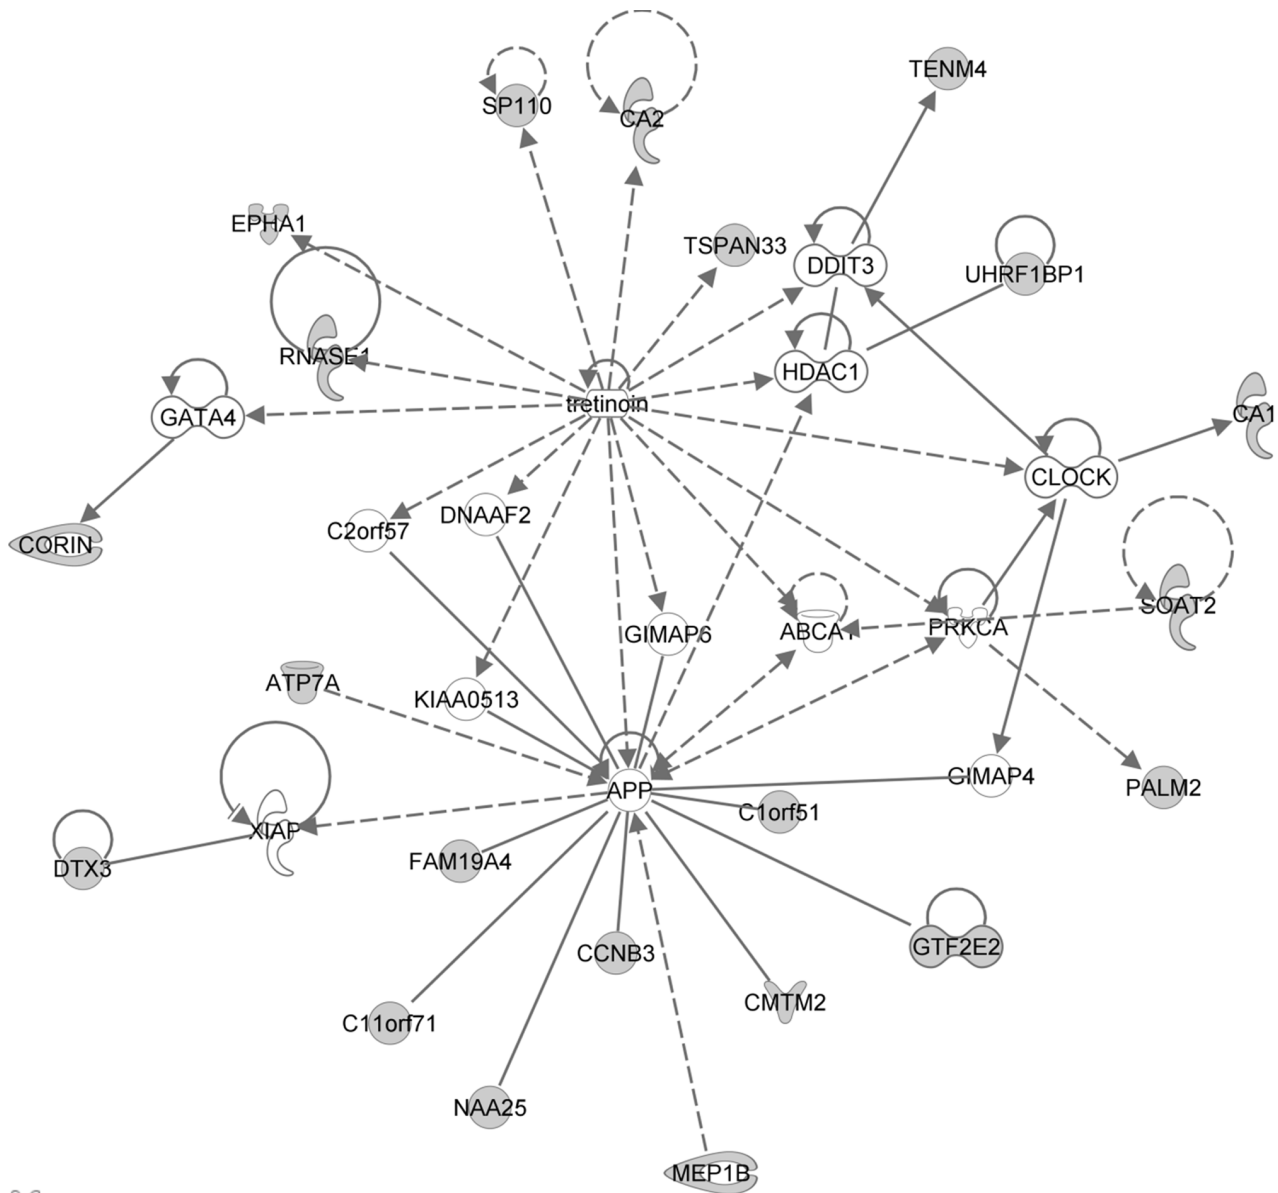 TENM4
SP110
CA2
EPHA1
TSPAN33
DDIT3
UHRF1BP1
RNASE1
HDAC1
tretinoin
GATA4
CA1
CLOCK
DNAAF2
C2orf57
CORIN
SOAT2
GIMAP6
ABCA1
PRKCA
ATP7A
KIAA0513
GIMAP4
PALM2
APP
C1orf51
XIAP
FAM19A4
DTX3
GTF2E2
CCNB3
CMTM2
C11orf71
NAA25
MEP1B